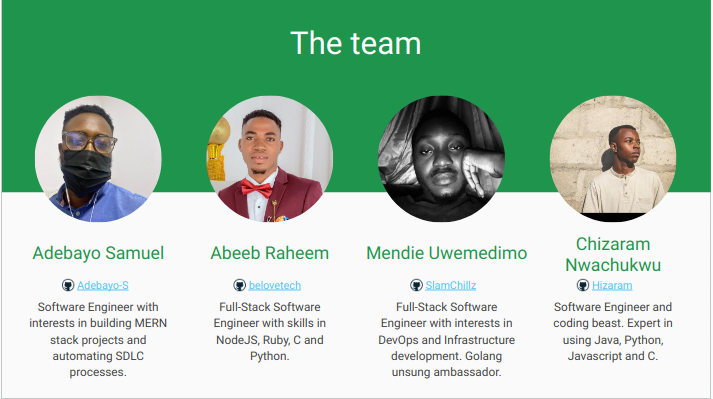 The team
Adebayo Samuel
Adebayo-S
Software Engineer with
interests in building MERN
stack projects and
automating SDLC
processes.
Abeeb Raheem
belovetech
Full-Stack Software
Engineer with skills in
NodeJS, Ruby, C and
Python.
Mendie Uwemedimo
SlamChillz
Full-Stack Software
Engineer with interests in
DevOps and Infrastructure
development. Golang
unsung ambassador.
Chizaram
Nwachukwu
Hizaram
Software Engineer and
coding beast. Expert in
using Java, Python,
Javascript and C.